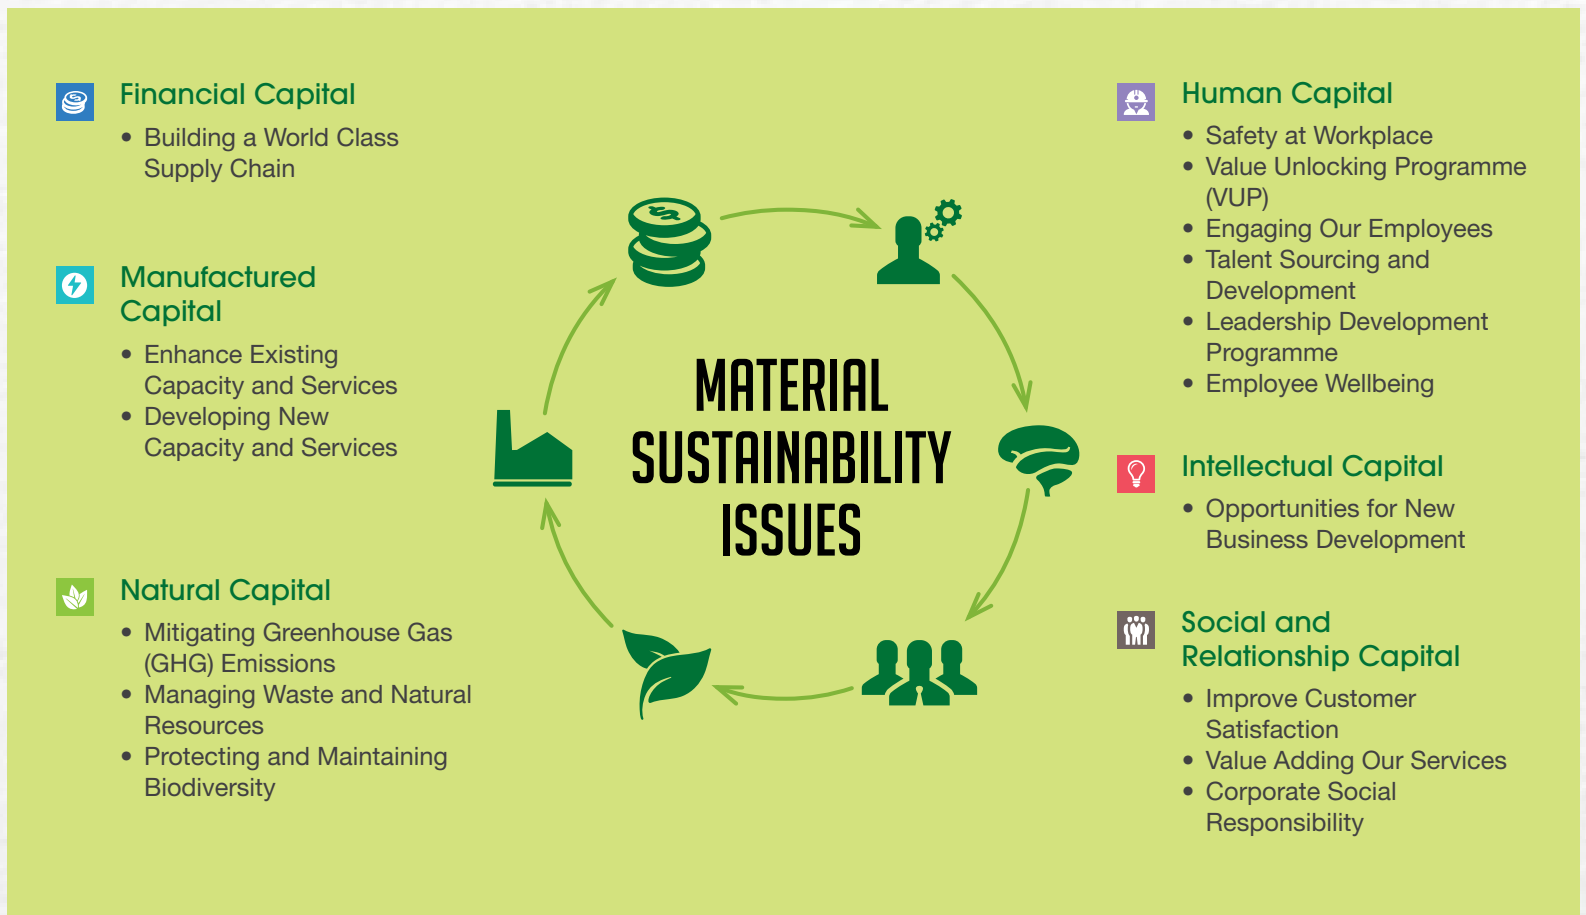 Financial Capital
• Building a World Class
Supply Chain
Manufactured
Capital
• Enhance Existing
Capacity and Services
• Developing New
Capacity and Services
Natural Capital
• Mitigating Greenhouse Gas
(GHG) Emissions
• Managing Waste and Natural
Resources
• Protecting and Maintaining
Biodiversity
MATERIAL
SUSTAINABILITY
ISSUES
Human Capital
• Safety at Workplace
• Value Unlocking Programme
(VUP)
• Engaging Our Employees
• Talent Sourcing and
Development
• Leadership Development
Programme
• Employee Wellbeing
Intellectual Capital
• Opportunities for New
Business Development
Social and
Relationship Capital
• Improve Customer
Satisfaction
• Value Adding Our Services
• Corporate Social
Responsibility